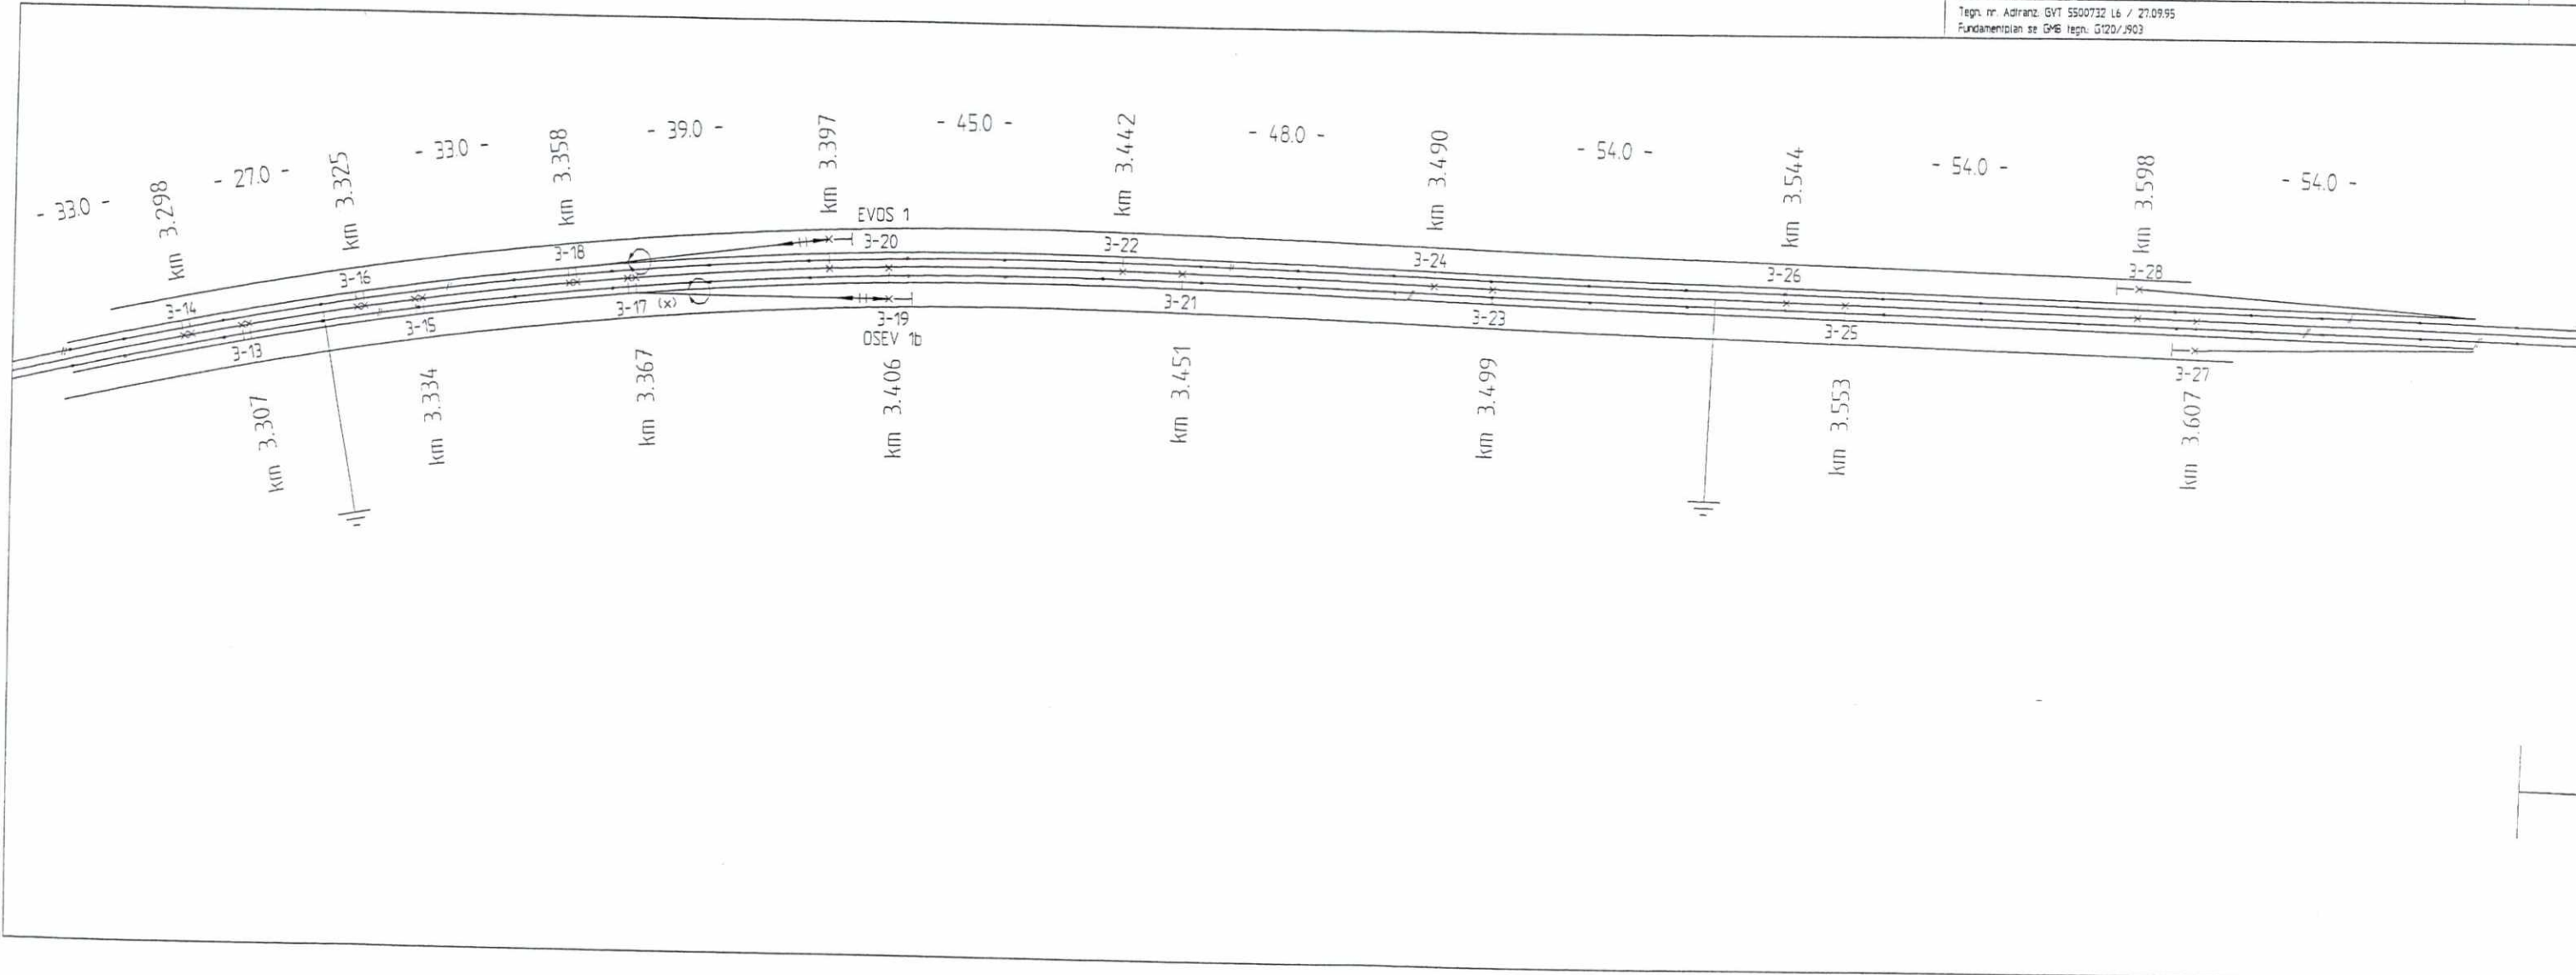 Tegn. nr. Adtranz. GVT 5500732 L6 / 27.09.95
Fundamentplan se GMB tegn. G120/J903
- 33.0 -
- 27.0 -
- 33.0 -
- 39.0 -
- 45.0 -
- 48.0 -
- 54.0 -
- 54.0 -
- 54.0 -
km 3.298
km 3.325
km 3.358
km 3.397
km 3.442
km 3.490
km 3.544
km 3.598
EVOS 1
3-14
3-16
3-18
3-20
3-22
3-24
3-26
3-28
3-13
3-15
3-17 (x)
3-19
OSEV 1b
3-21
3-23
3-25
3-27
km 3.307
km 3.334
km 3.367
km 3.406
km 3.451
km 3.499
km 3.553
km 3.607